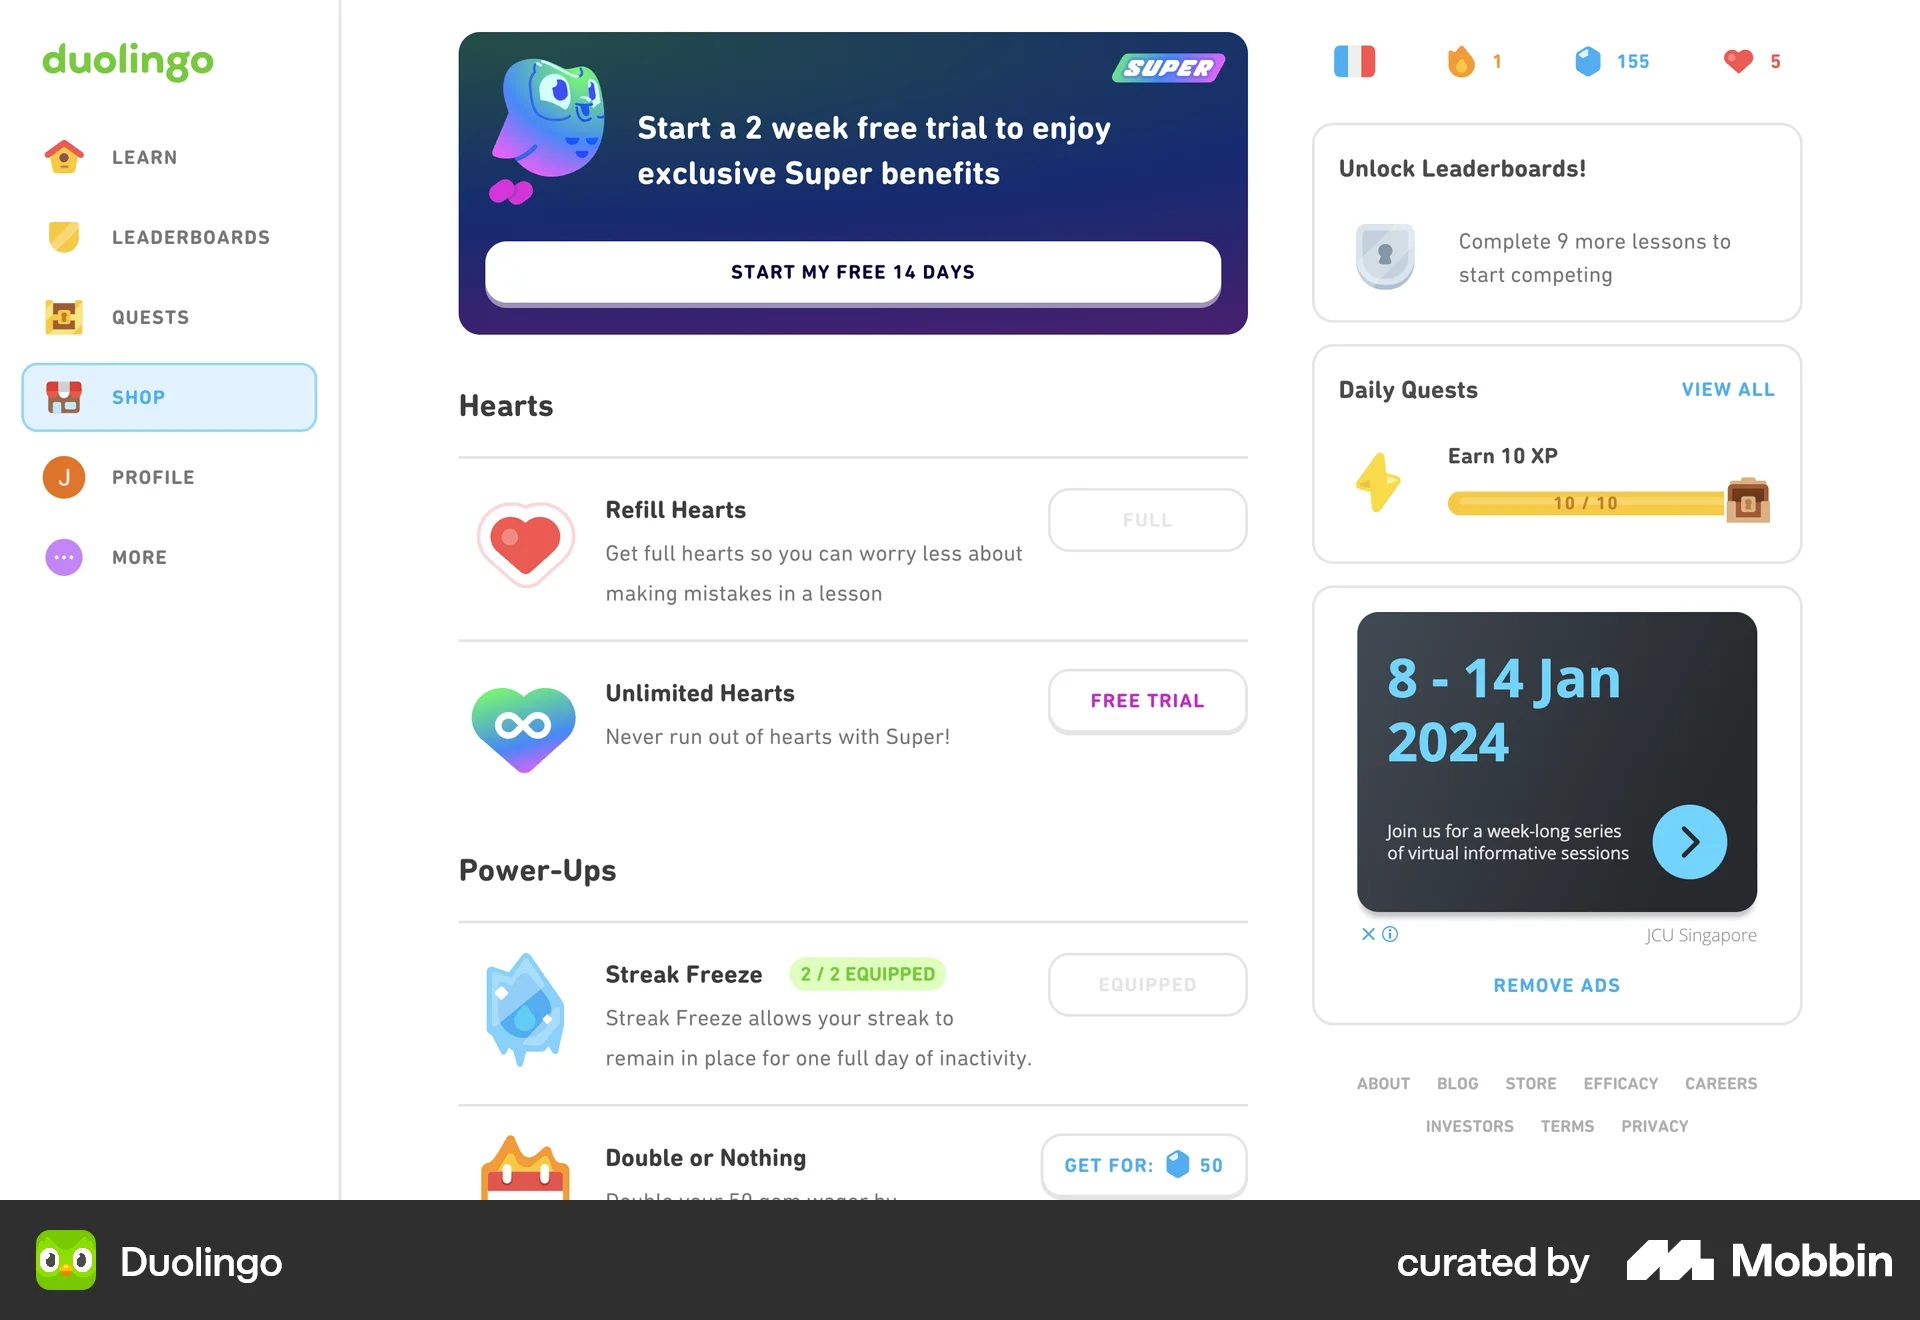 duolingo
LEARN
LEADERBOARDS
QUESTS
SHOP
J
PROFILE
MORE
SUPER
Start a 2 week free trial to enjoy
exclusive Super benefits
START MY FREE 14 DAYS
Hearts
Refill Hearts
Get full hearts so you can worry less about
making mistakes in a lesson
FULL
Unlimited Hearts
Never run out of hearts with Super!
FREE TRIAL
Power-Ups
Streak Freeze
2 / 2 EQUIPPED
Streak Freeze allows your streak to
remain in place for one full day of inactivity.
EQUIPPED
Double or Nothing
Double your 50 gem wager by
GET FOR: 50
1
155
5
Unlock Leaderboards!
Complete 9 more lessons to
start competing
Daily Quests
VIEW ALL
Earn 10 XP
10 / 10
8 - 14 Jan
2024
Join us for a week-long series
of virtual informative sessions
JCU Singapore
REMOVE ADS
ABOUT BLOG STORE EFFICACY CAREERS
INVESTORS TERMS PRIVACY
Duolingo
curated by Mobbin